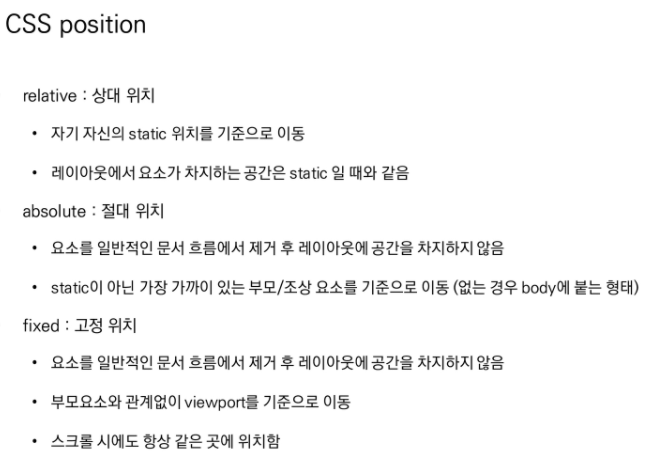 CSS position
relative : 상대 위치
• 자기 자신의 static 위치를 기준으로 이동
• 레이아웃에서 요소가 차지하는 공간은 static 일 때와 같음
absolute : 절대 위치
• 요소를 일반적인 문서 흐름에서 제거 후 레이아웃에 공간을 차지하지 않음
• static이 아닌 가장 가까이 있는 부모/조상 요소를 기준으로 이동 (없는 경우 body에 붙는 형태)
fixed : 고정 위치
• 요소를 일반적인 문서 흐름에서 제거 후 레이아웃에 공간을 차지하지 않음
• 부모요소와 관계없이 viewport를 기준으로 이동
• 스크롤 시에도 항상 같은 곳에 위치함